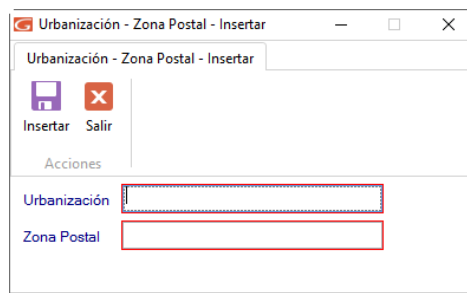 Urbanización - Zona Postal - Insertar
Urbanización - Zona Postal - Insertar
Insertar Salir
Acciones
Urbanización
Zona Postal